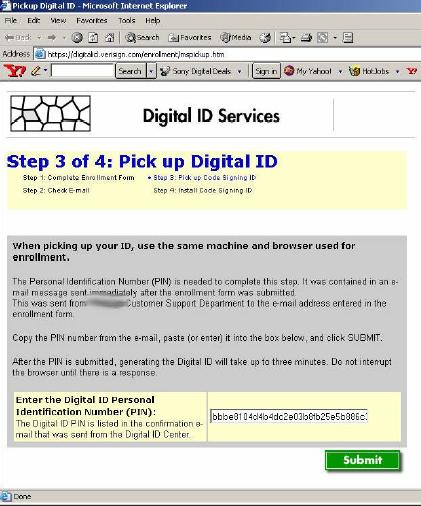 Pickup Digital ID - Microsoft Internet Explorer
File Edit View Favorites Tools Help
Back Search Favorites Media
Address https://digitalid.verisign.com/enrollment/mspickup.htm
Y! Search Sony Digital Deals Sign in My Yahoo! HotJobs
Digital ID Services
Step 3 of 4: Pick up Digital ID
Step 1: Complete Enrollment Form Step 3: Pick up Code Signing ID
Step 2: Check E-mail Step 4: Install Code Signing ID
When picking up your ID, use the same machine and browser used for
enrollment.
The Personal Identification Number (PIN) is needed to complete this step. It was contained in an e-
mail message sent immediately after the enrollment form was submitted.
This was sent from Customer Support Department to the e-mail address entered in the
enrollment form.
Copy the PIN number from the e-mail, paste (or enter) it into the box below, and click SUBMIT.
After the PIN is submitted, generating the Digital ID will take up to three minutes. Do not interrupt
the browser until there is a response.
Enter the Digital ID Personal
Identification Number (PIN):
The Digital ID PIN is listed in the confirmation e-
mail that was sent from the Digital ID Center.
Submit
Done